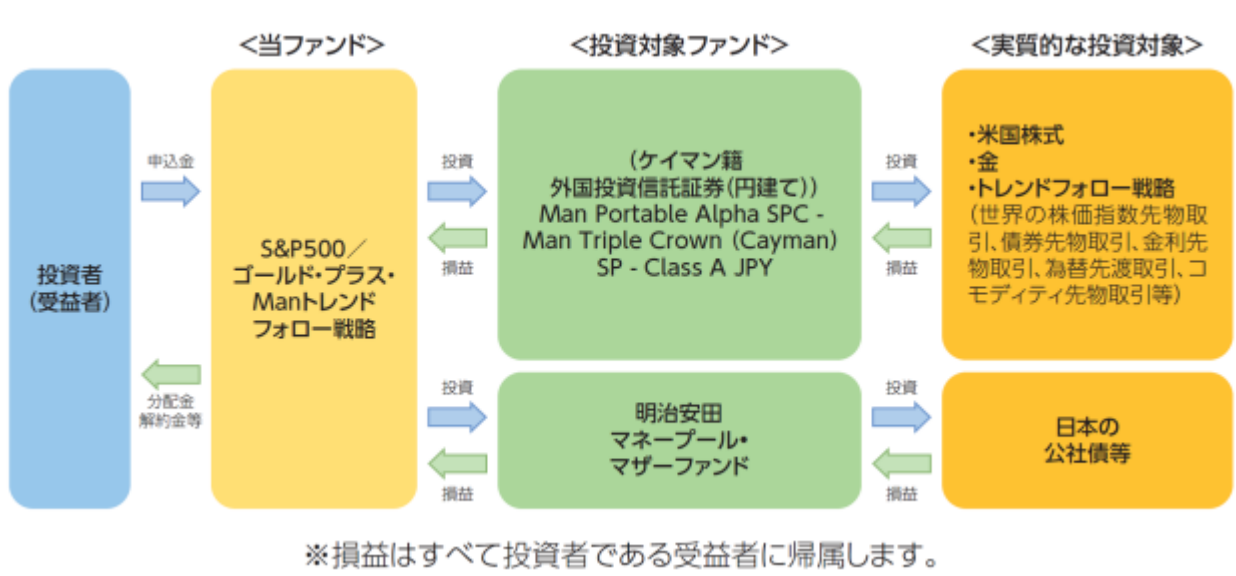 <当ファンド>
<投資対象ファンド>
<実質的な投資対象>
投資者
(受益者)
申込金
分配金
解約金等
S&P500/
ゴールド・プラス・
Manトレンド
フォロー戦略
投資
損益
(ケイマン籍
外国投資信託証券(円建て))
Man Portable Alpha SPC -
Man Triple Crown (Cayman)
SP - Class A JPY
投資
損益
・米国株式
・金
・トレンドフォロー戦略
(世界の株価指数先物取
引、債券先物取引、金利先
物取引、為替先渡取引、コ
モディティ先物取引等)
投資
損益
明治安田
マネープール・
マザーファンド
投資
損益
日本の
公社債等
※損益はすべて投資者である受益者に帰属します。